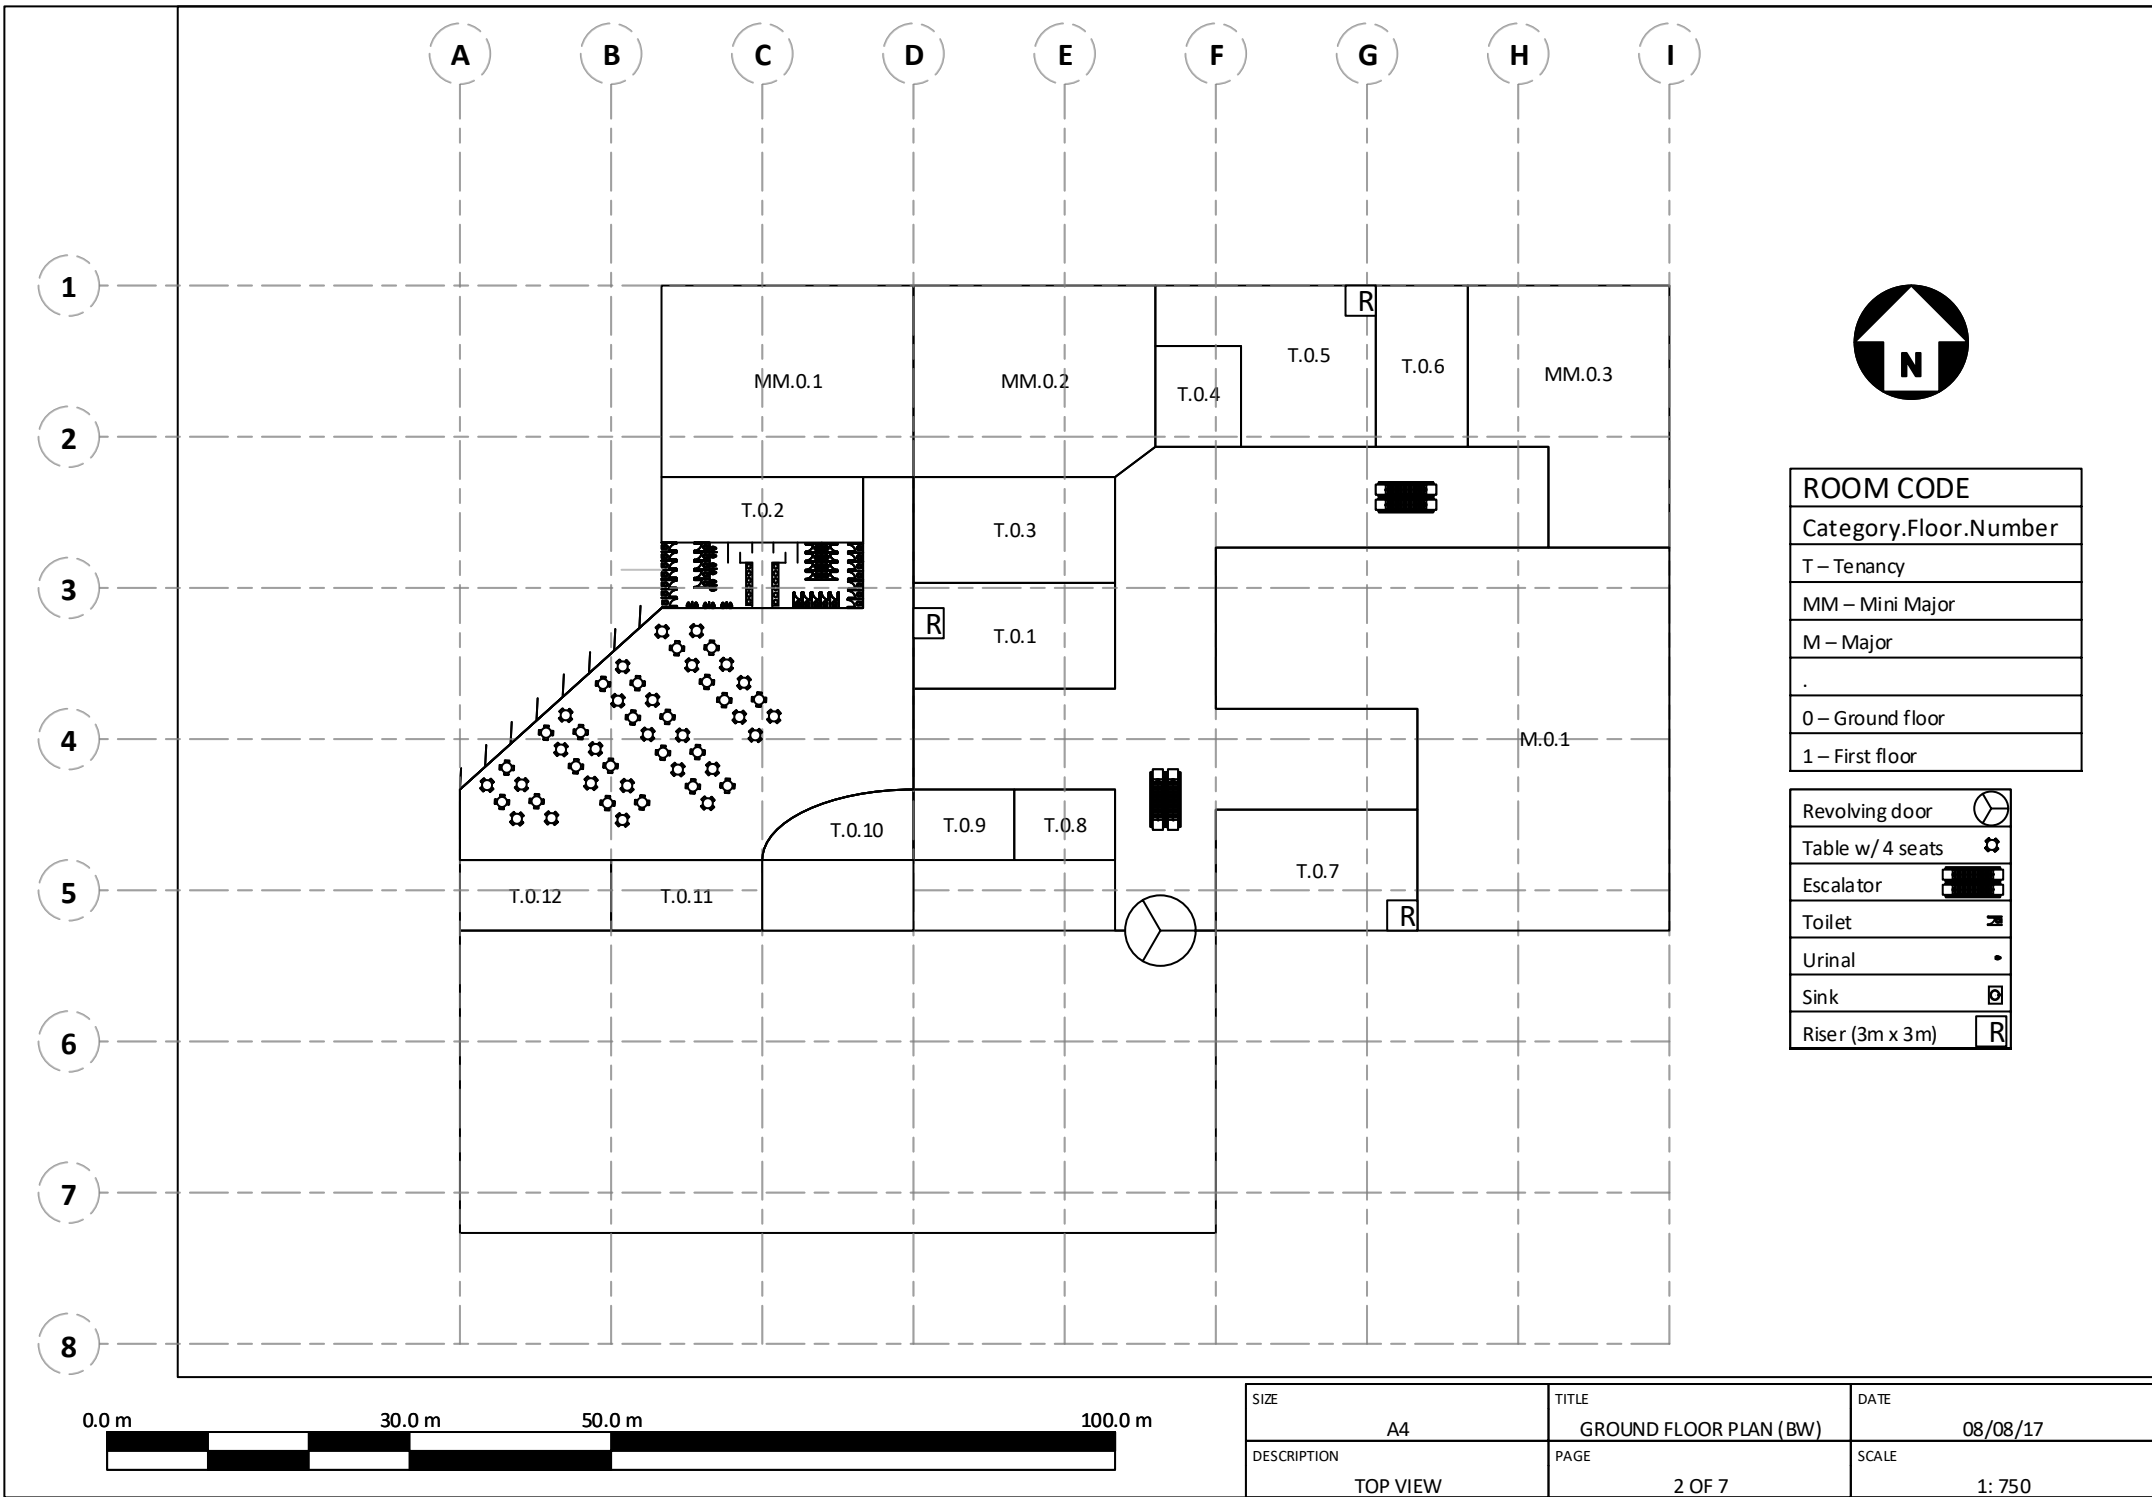 A B C D E F G H I
1
2
3
4
5
6
7
8
MM.0.1
MM.0.2
T.0.4
T.0.5
R
T.0.6
MM.0.3
N
T.0.2
T.0.3
R
T.0.1
M.0.1
T.0.10
T.0.9
T.0.8
T.0.7
R
T.0.12
T.0.11
ROOM CODE
Category.Floor.Number
T – Tenancy
MM – Mini Major
M – Major
.
0 – Ground floor
1 – First floor
Revolving door
Table w/ 4 seats
Escalator
Toilet
Urinal
Sink
Riser (3m x 3m) R
0.0 m 30.0 m 50.0 m 100.0 m
SIZE
A4
TITLE
GROUND FLOOR PLAN (BW)
DATE
08/08/17
DESCRIPTION
TOP VIEW
PAGE
2 OF 7
SCALE
1: 750